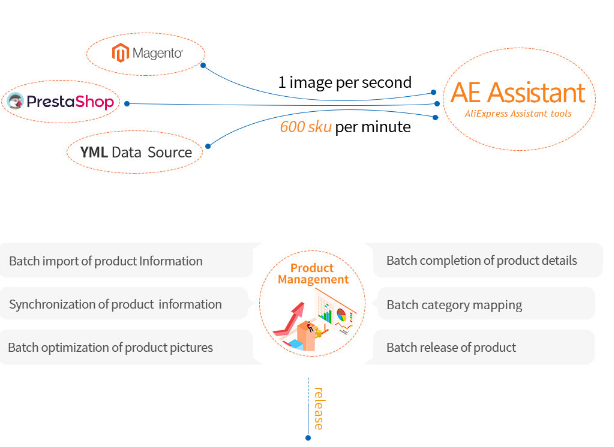 Magento
1 image per second
PrestaShop
AE Assistant
AliExpress Assistant tools
600 sku per minute
YML Data Source
Batch import of product Information
Product
Management
Batch completion of product details
Synchronization of product information
Batch category mapping
Batch optimization of product pictures
Batch release of product
release